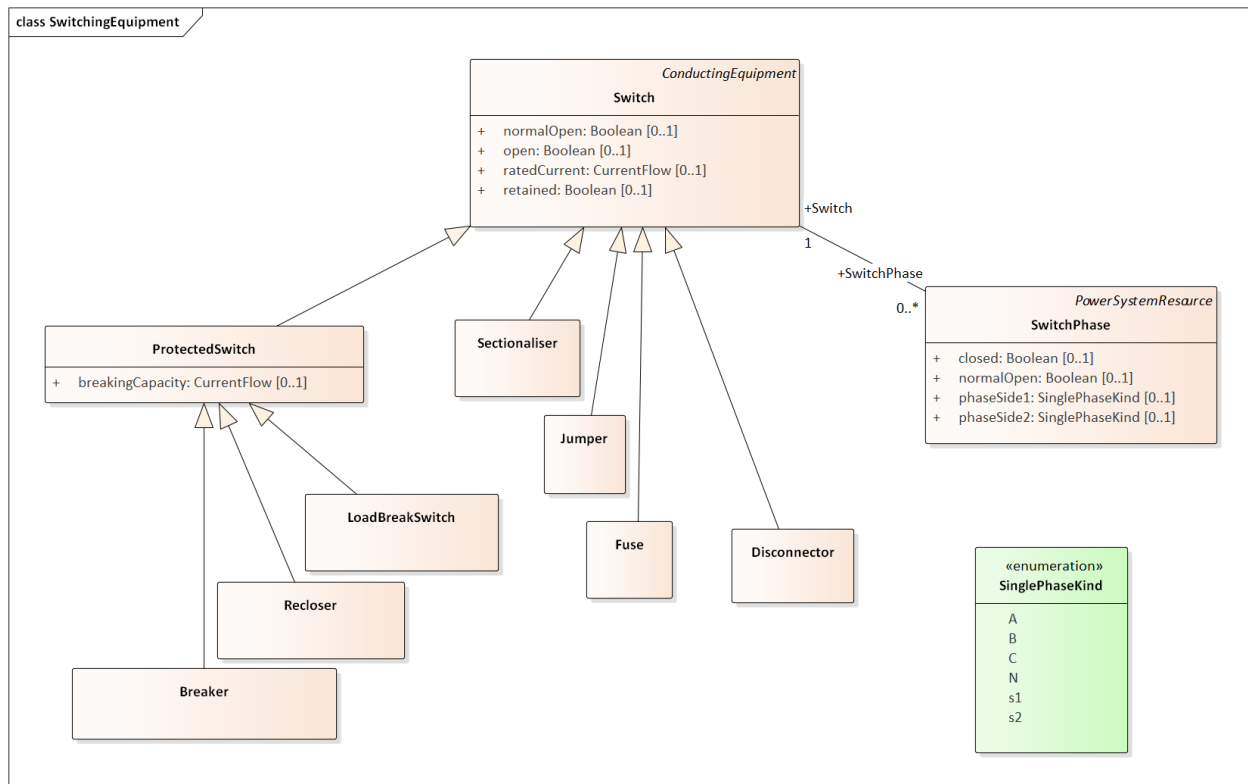 class SwitchingEquipment
ConductingEquipment
Switch
+ normalOpen: Boolean [0..1]
+ open: Boolean [0..1]
+ ratedCurrent: CurrentFlow [0..1]
+ retained: Boolean [0..1]
+Switch
1
+SwitchPhase
0..*
PowerSystemResource
SwitchPhase
+ closed: Boolean [0..1]
+ normalOpen: Boolean [0..1]
+ phaseSide1: SinglePhaseKind [0..1]
+ phaseSide2: SinglePhaseKind [0..1]
ProtectedSwitch
+ breakingCapacity: CurrentFlow [0..1]
Sectionaliser
Jumper
LoadBreakSwitch
Fuse
Disconnector
Recloser
Breaker
«enumeration»
SinglePhaseKind
A
B
C
N
s1
s2